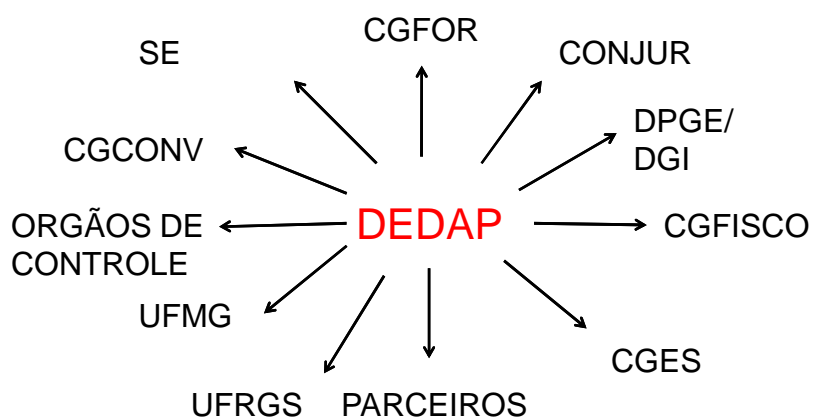 CGFOR
SE
CONJUR
DPGE/
DGI
CGCONV
DEDAP
ORGÃOS DE
CONTROLE
CGFISCO
UFMG
CGES
UFRGS
PARCEIROS